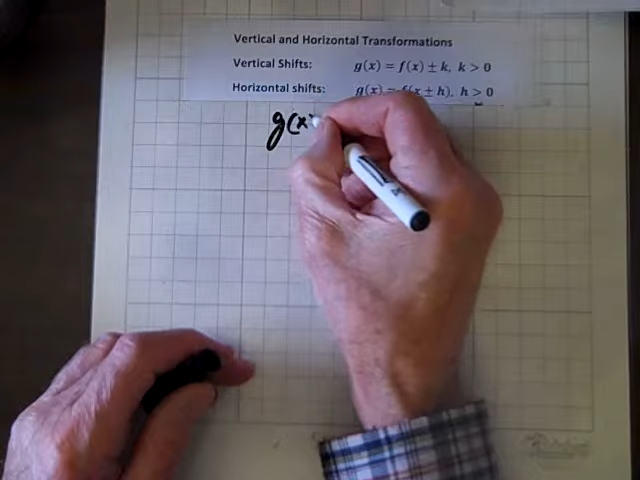 Vertical and Horizontal Transformations
Vertical Shifts: g(x) = f(x) ± k, k > 0
Horizontal shifts: g(x) = f(x ± h), h > 0
g(x)